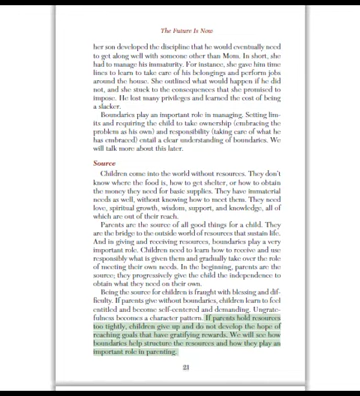 The Future Is Now
her son developed the discipline that he would eventually need
to get along well with someone other than Mom. In short, she
had to manage his immaturity. For instance, she gave him time
lines to learn to take care of his belongings and perform jobs
around the house. She outlined what would happen if he did
not, and she stuck to the consequences that she promised to
impose. He lost many privileges and learned the cost of being
a slacker.
Boundaries play an important role in managing. Setting lim-
its and requiring the child to take ownership (embracing the
problem as his own) and responsibility (taking care of what he
has embraced) entail a clear understanding of boundaries. We
will talk more about this later.
Source
Children come into the world without resources. They don't
know where the food is, how to get shelter, or how to obtain
the money they need for basic supplies. They have immaterial
needs as well, without knowing how to meet them. They need
love, spiritual growth, wisdom, support, and knowledge, all of
which are out of their reach.
Parents are the source of all good things for a child. They
are the bridge to the outside world of resources that sustain life.
And in giving and receiving resources, boundaries play a very
important role. Children need to learn how to receive and use
responsibly what is given them and gradually take over the role
of meeting their own needs. In the beginning, parents are the
source; they progressively give the child the independence to
obtain what they need on their own.
Being the source for children is fraught with blessing and dif-
ficulty. If parents give without boundaries, children learn to feel
entitled and become self-centered and demanding. Ungrate-
fulness becomes a character pattern. If parents hold resources
too tightly, children give up and do not develop the hope of
reaching goals that have gratifying rewards. We will see how
boundaries help structure the resources and how they play an
important role in parenting.
21